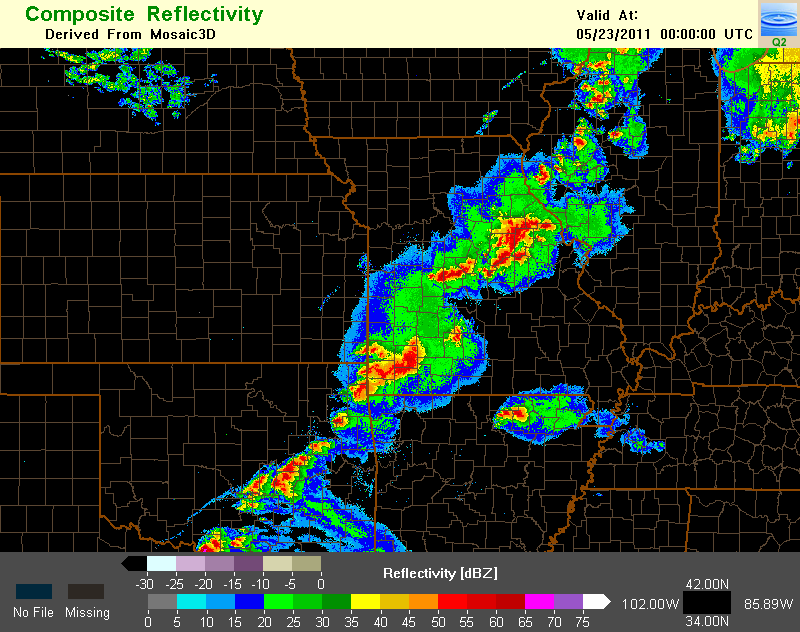 Composite Reflectivity
Derived From Mosaic3D
Valid At:
05/23/2011 00:00:00 UTC
Q2
-30 -25 -20 -15 -10 -5 0
Reflectivity [dBZ]
No File Missing
0 5 10 15 20 25 30 35 40 45 50 55 60 65 70 75
42.00N
102.00W 85.89W
34.00N